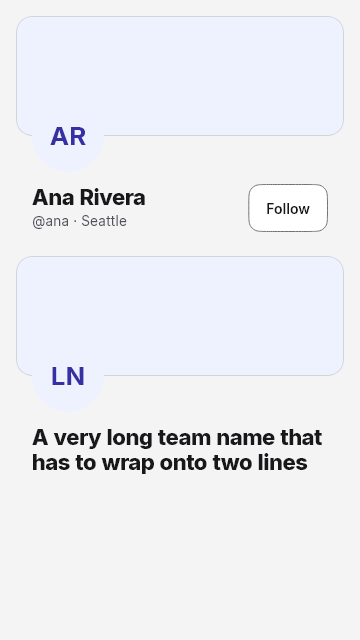 AR
Ana Rivera
@ana · Seattle
Follow
LN
A very long team name that
has to wrap onto two lines